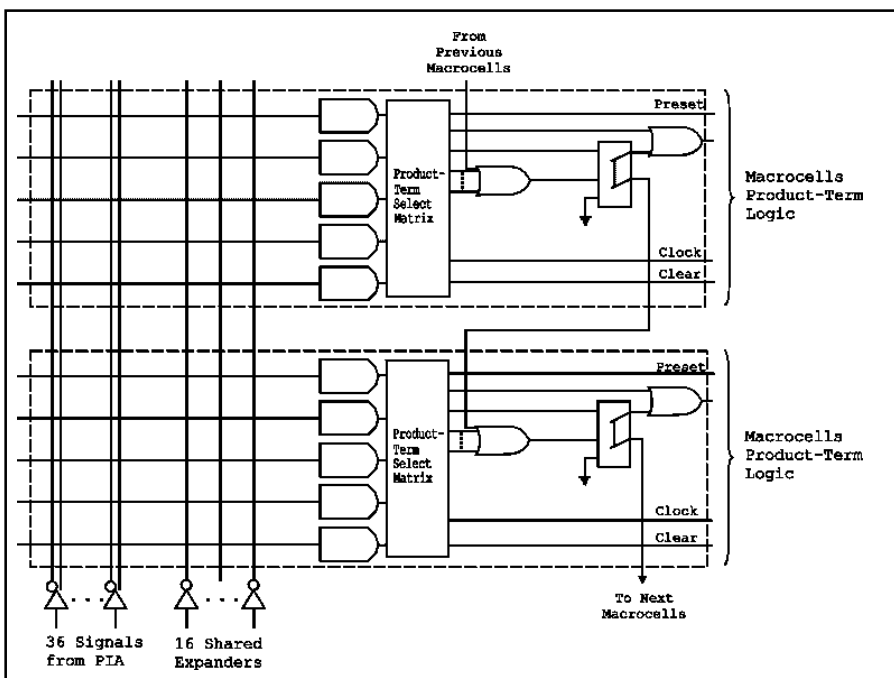 From
Previous
Macrocells
Preset
Product-
Term
Select
Matrix
Macrocells
Product-Term
Logic
Clock
Clear
Preset
Product-
Term
Select
Matrix
Macrocells
Product-Term
Logic
Clock
Clear
To Next
Macrocells
36 Signals
from PIA
16 Shared
Expanders